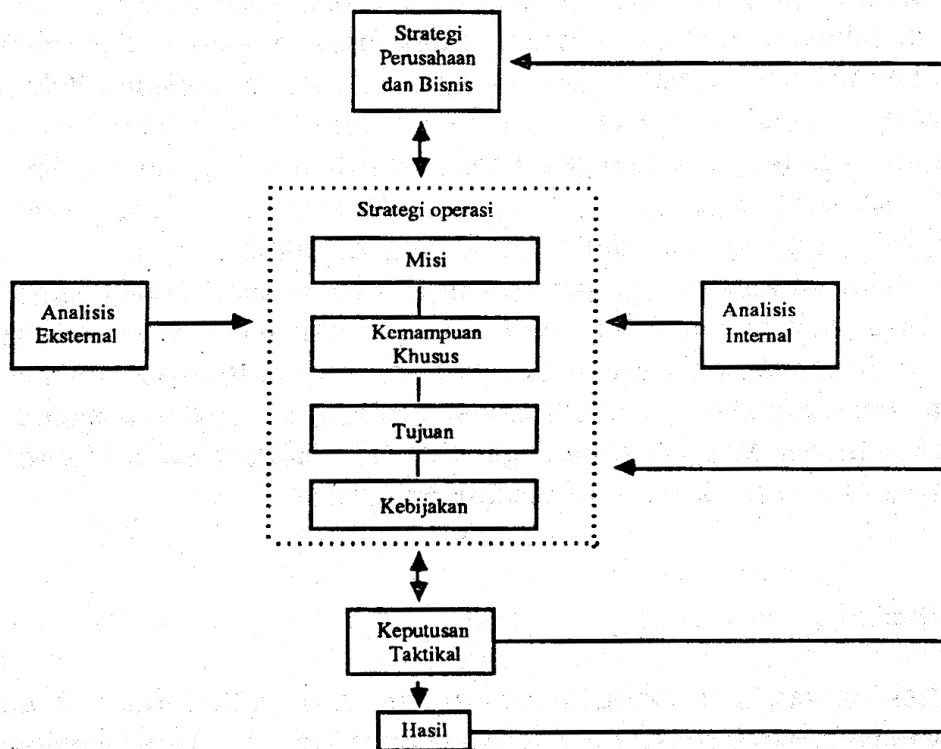 Strategi
Perusahaan
dan Bisnis
Strategi operasi
Misi
Analisis
Eksternal
Kemampuan
Khusus
Analisis
Internal
Tujuan
Kebijakan
Keputusan
Taktikal
Hasil